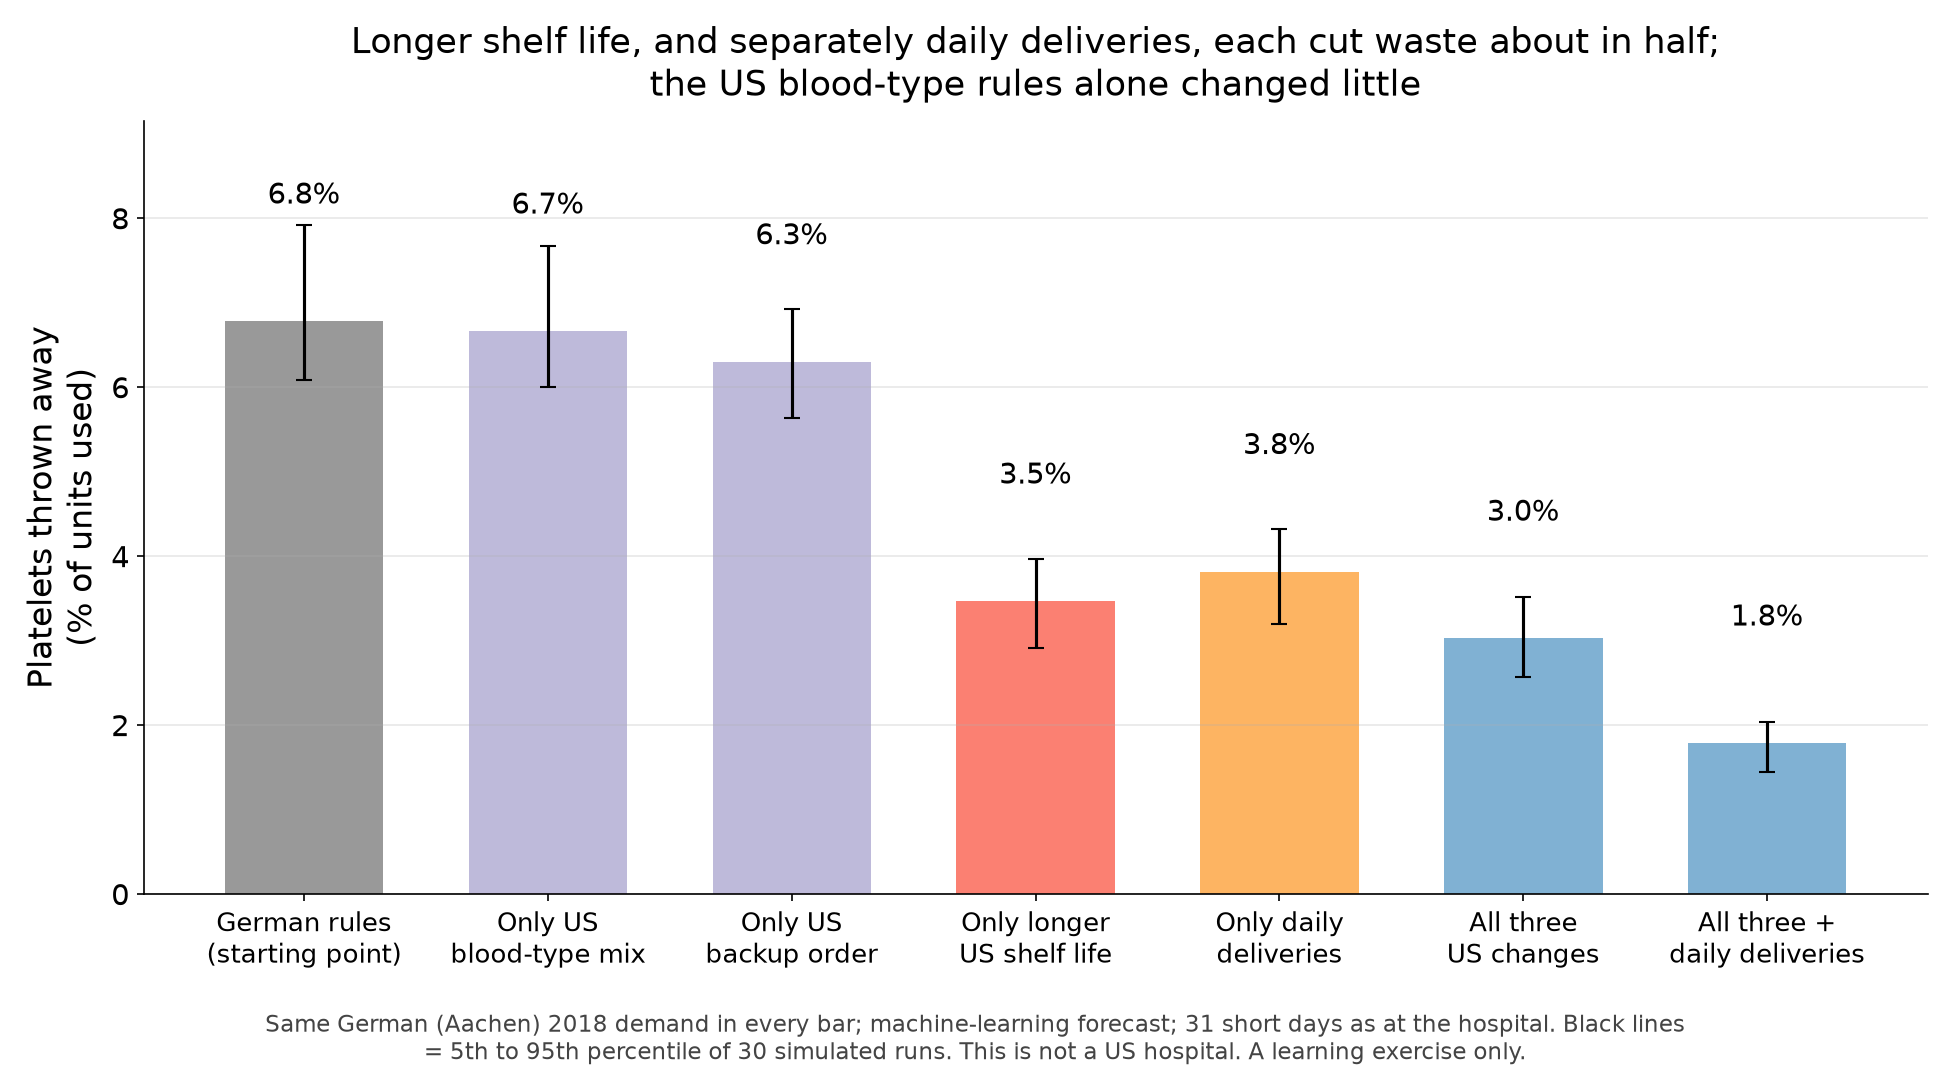 Longer shelf life, and separately daily deliveries, each cut waste about in half;
the US blood-type rules alone changed little
Platelets thrown away
(% of units used)
8
6
4
2
0
6.8%
6.7%
6.3%
3.5%
3.8%
3.0%
1.8%
German rules
(starting point)
Only US
blood-type mix
Only US
backup order
Only longer
US shelf life
Only daily
deliveries
All three
US changes
All three +
daily deliveries
Same German (Aachen) 2018 demand in every bar; machine-learning forecast; 31 short days as at the hospital. Black lines
= 5th to 95th percentile of 30 simulated runs. This is not a US hospital. A learning exercise only.